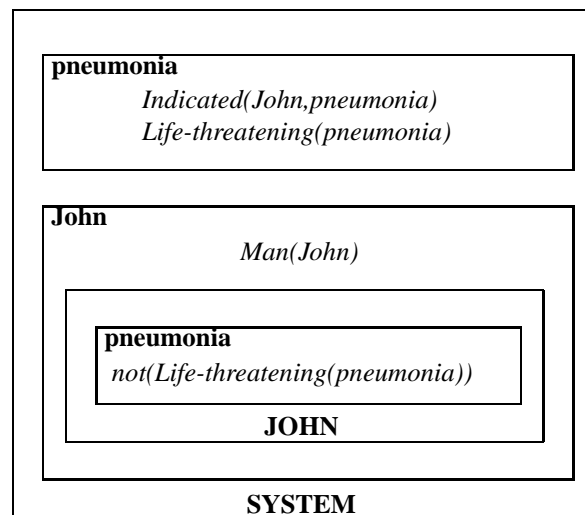 pneumonia
Indicated(John,pneumonia)
Life-threatening(pneumonia)
John
Man(John)
pneumonia
not(Life-threatening(pneumonia))
JOHN
SYSTEM